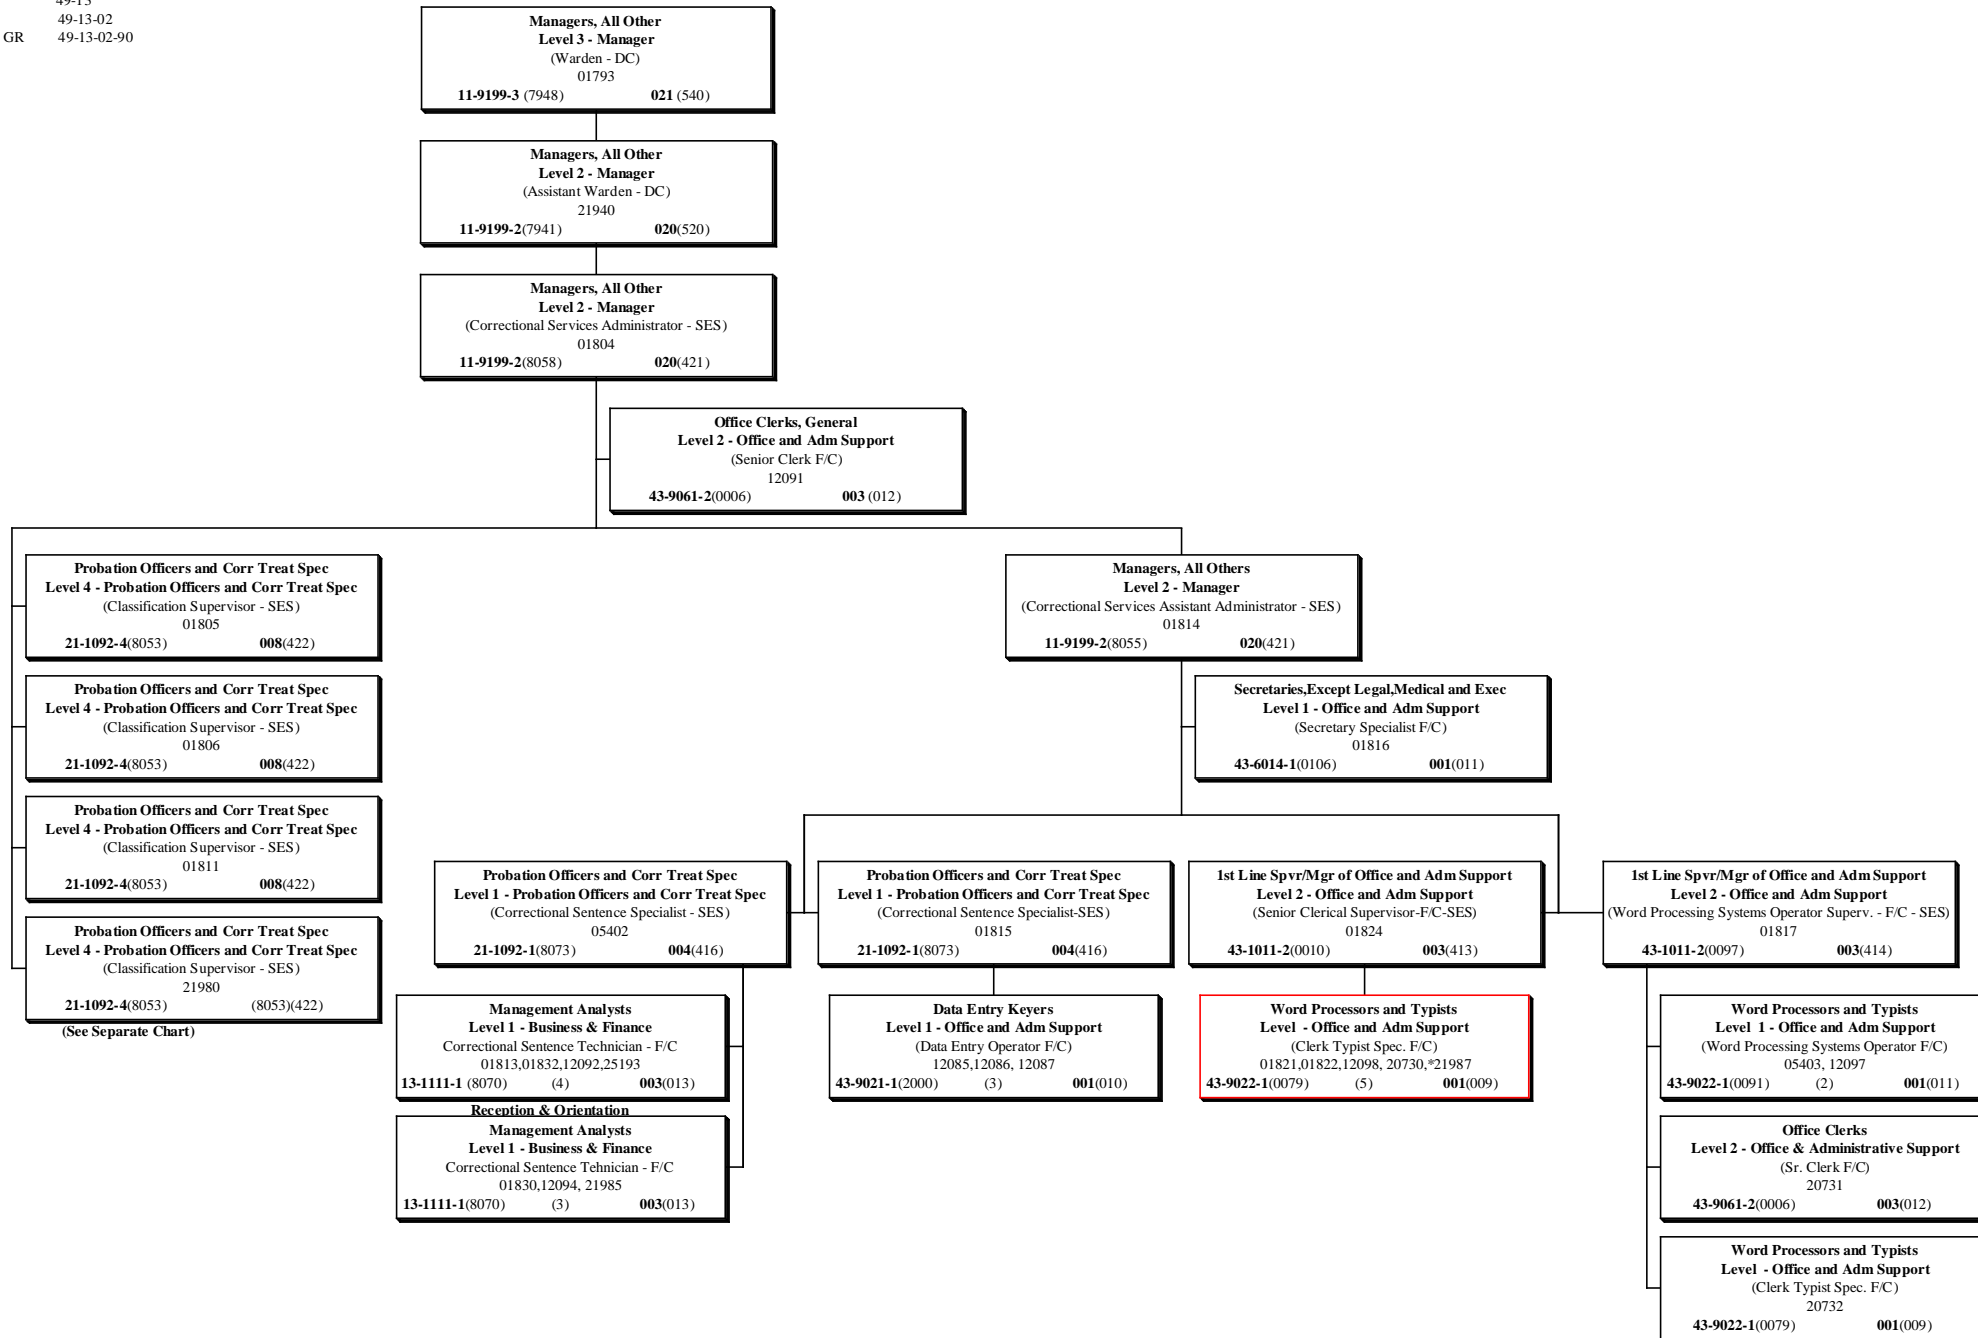 49-13
49-13-02
GR 49-13-02-90
Managers, All Other
Level 3 - Manager
(Warden - DC)
01793
11-9199-3 (7948) 021 (540)
Managers, All Other
Level 2 - Manager
(Assistant Warden - DC)
21940
11-9199-2(7941) 020(520)
Managers, All Other
Level 2 - Manager
(Correctional Services Administrator - SES)
01804
11-9199-2(8058) 020(421)
Office Clerks, General
Level 2 - Office and Adm Support
(Senior Clerk F/C)
12091
43-9061-2(0006) 003 (012)
Probation Officers and Corr Treat Spec
Level 4 - Probation Officers and Corr Treat Spec
(Classification Supervisor - SES)
01805
21-1092-4(8053) 008(422)
Probation Officers and Corr Treat Spec
Level 4 - Probation Officers and Corr Treat Spec
(Classification Supervisor - SES)
01806
21-1092-4(8053) 008(422)
Probation Officers and Corr Treat Spec
Level 4 - Probation Officers and Corr Treat Spec
(Classification Supervisor - SES)
01811
21-1092-4(8053) 008(422)
Probation Officers and Corr Treat Spec
Level 4 - Probation Officers and Corr Treat Spec
(Classification Supervisor - SES)
21980
21-1092-4(8053) (8053)(422)
(See Separate Chart)
Managers, All Others
Level 2 - Manager
(Correctional Services Assistant Administrator - SES)
01814
11-9199-2(8055) 020(421)
Secretaries,Except Legal,Medical and Exec
Level 1 - Office and Adm Support
(Secretary Specialist F/C)
01816
43-6014-1(0106) 001(011)
Probation Officers and Corr Treat Spec
Level 1 - Probation Officers and Corr Treat Spec
(Correctional Sentence Specialist - SES)
05402
21-1092-1(8073) 004(416)
Management Analysts
Level 1 - Business & Finance
Correctional Sentence Technician - F/C
01813,01832,12092,25193
13-1111-1 (8070) (4) 003(013)
Reception & Orientation
Management Analysts
Level 1 - Business & Finance
Correctional Sentence Tehnician - F/C
01830,12094, 21985
13-1111-1(8070) (3) 003(013)
Probation Officers and Corr Treat Spec
Level 1 - Probation Officers and Corr Treat Spec
(Correctional Sentence Specialist-SES)
01815
21-1092-1(8073) 004(416)
Data Entry Keyers
Level 1 - Office and Adm Support
(Data Entry Operator F/C)
12085,12086, 12087
43-9021-1(2000) (3) 001(010)
1st Line Spvr/Mgr of Office and Adm Support
Level 2 - Office and Adm Support
(Senior Clerical Supervisor-F/C-SES)
01824
43-1011-2(0010) 003(413)
Word Processors and Typists
Level - Office and Adm Support
(Clerk Typist Spec. F/C)
01821,01822,12098, 20730,*21987
43-9022-1(0079) (5) 001(009)
1st Line Spvr/Mgr of Office and Adm Support
Level 2 - Office and Adm Support
(Word Processing Systems Operator Superv. - F/C - SES)
01817
43-1011-2(0097) 003(414)
Word Processors and Typists
Level 1 - Office and Adm Support
(Word Processing Systems Operator F/C)
05403, 12097
43-9022-1(0091) (2) 001(011)
Office Clerks
Level 2 - Office & Administrative Support
(Sr. Clerk F/C)
20731
43-9061-2(0006) 003(012)
Word Processors and Typists
Level - Office and Adm Support
(Clerk Typist Spec. F/C)
20732
43-9022-1(0079) 001(009)